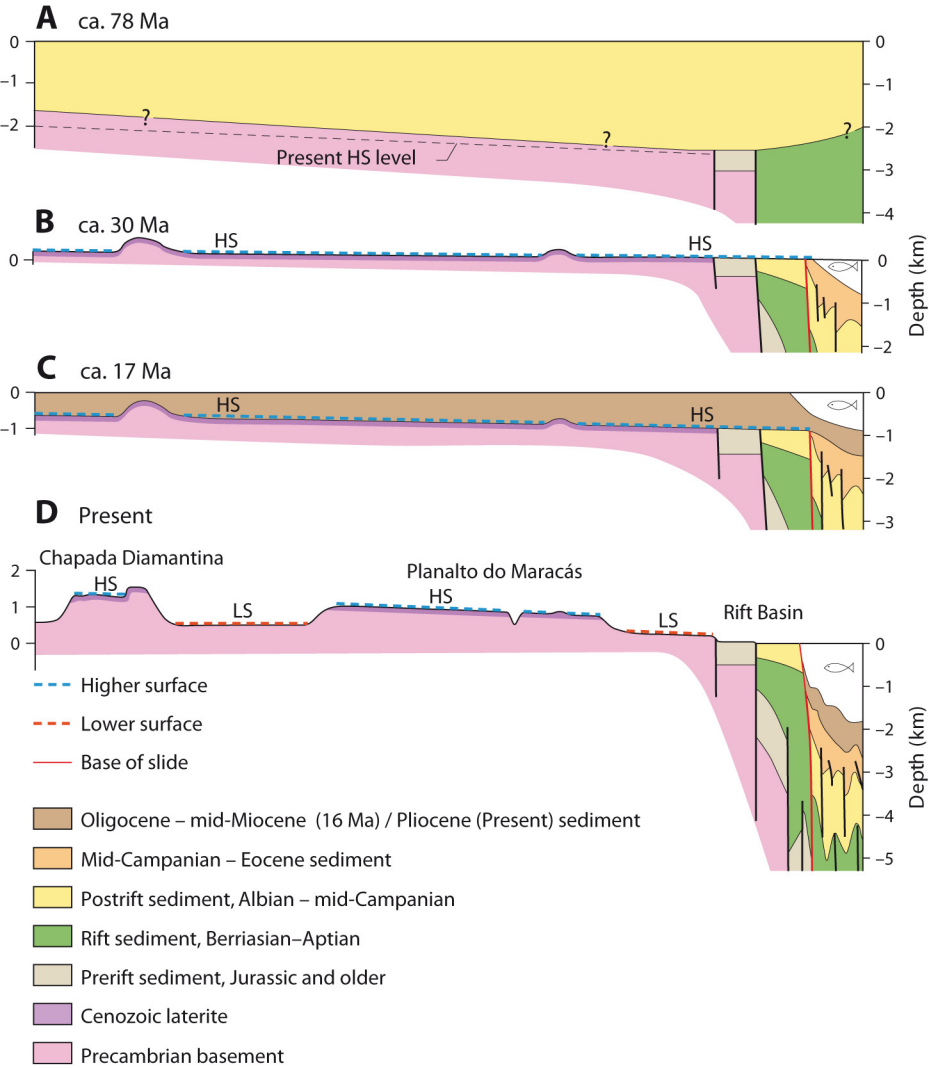 A ca. 78 Ma
0
0
–1
–1
?
–2
?
?
–2
Present HS level
–3
–4
B ca. 30 Ma
HS
HS
0
0
–1
–2
Depth (km)
C ca. 17 Ma
0
0
HS
HS
–1
–1
–2
–3
D Present
Chapada Diamantina
2
HS
Planalto do Maracás
HS
1
LS
LS
Rift Basin
0
0
–1
–2
–3
–4
–5
Depth (km)
Higher surface
Lower surface
Base of slide
Oligocene – mid-Miocene (16 Ma) / Pliocene (Present) sediment
Mid-Campanian – Eocene sediment
Postrift sediment, Albian – mid-Campanian
Rift sediment, Berriasian–Aptian
Prerift sediment, Jurassic and older
Cenozoic laterite
Precambrian basement